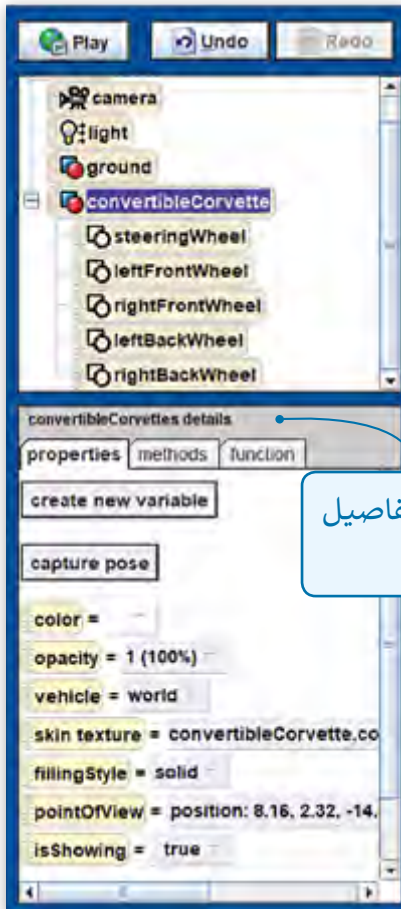 Play Undo Redo
camera
light
ground
convertibleCorvette
steeringWheel
leftFrontWheel
rightFrontWheel
leftBackWheel
rightBackWheel
convertibleCorvettes details
properties methods function
create new variable
فاصيل
capture pose
color =
opacity = 1 (100%)
vehicle = world
skin texture = convertibleCorvette.co
fillingStyle = solid
pointOfView = position: 8.16, 2.32, -14.
isShowing = true